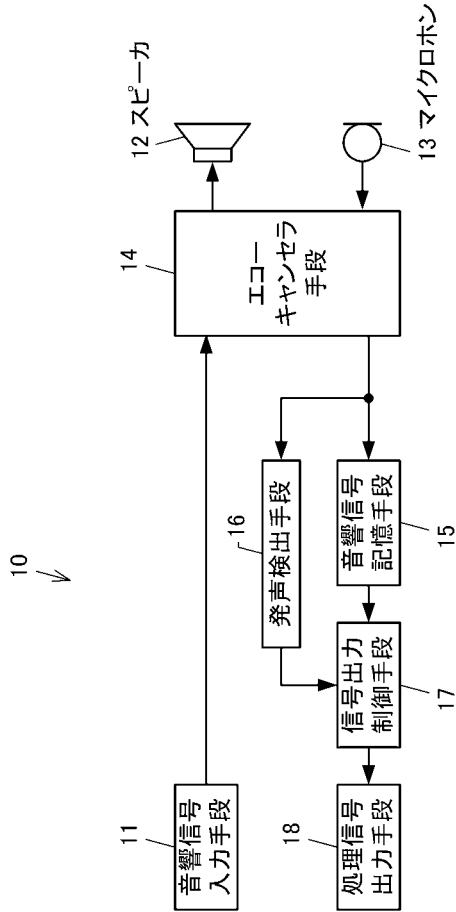 10
11
音響信号
入力手段
14
エコー
キャンセラ
手段
12 スピーカ
13 マイクロホン
16
発声検出手段
音響信号
記憶手段
15
信号出力
制御手段
17
18
処理信号
出力手段